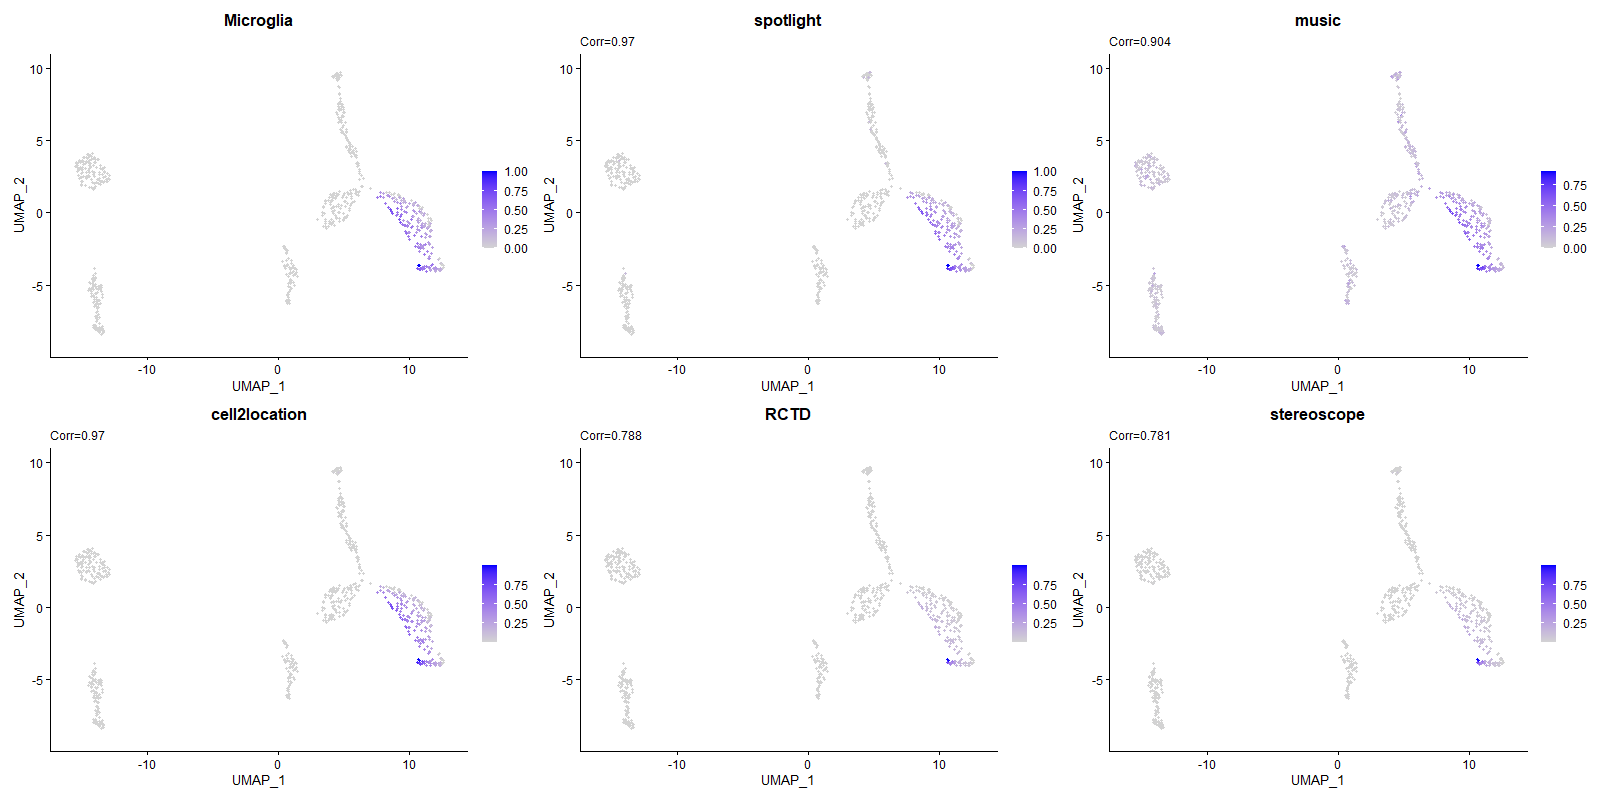 Microglia
10
5
0
-5
-10
0
10
UMAP_1
UMAP_2
1.00
0.75
0.50
0.25
0.00
spotlight
Corr=0.97
10
5
0
-5
-10
0
10
UMAP_1
UMAP_2
1.00
0.75
0.50
0.25
0.00
music
Corr=0.904
10
5
0
-5
-10
0
10
UMAP_1
UMAP_2
0.75
0.50
0.25
0.00
cell2location
Corr=0.97
10
5
0
-5
-10
0
10
UMAP_1
UMAP_2
0.75
0.50
0.25
RCTD
Corr=0.788
10
5
0
-5
-10
0
10
UMAP_1
UMAP_2
0.75
0.50
0.25
stereoscope
Corr=0.781
10
5
0
-5
-10
0
10
UMAP_1
UMAP_2
0.75
0.50
0.25